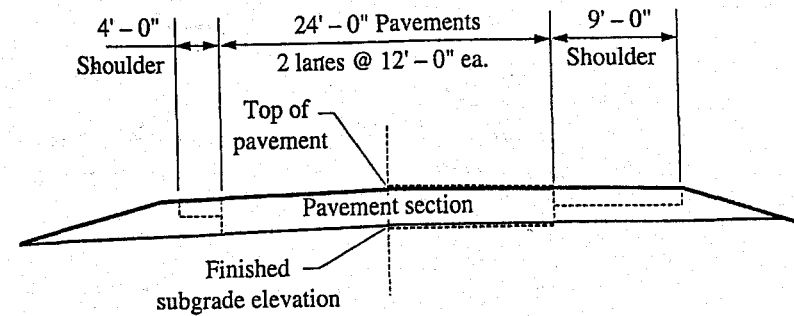 4' – 0"
Shoulder
24' – 0" Pavements
2 lanes @ 12' – 0" ea.
9' – 0"
Shoulder
Top of
pavement
Pavement section
Finished
subgrade elevation